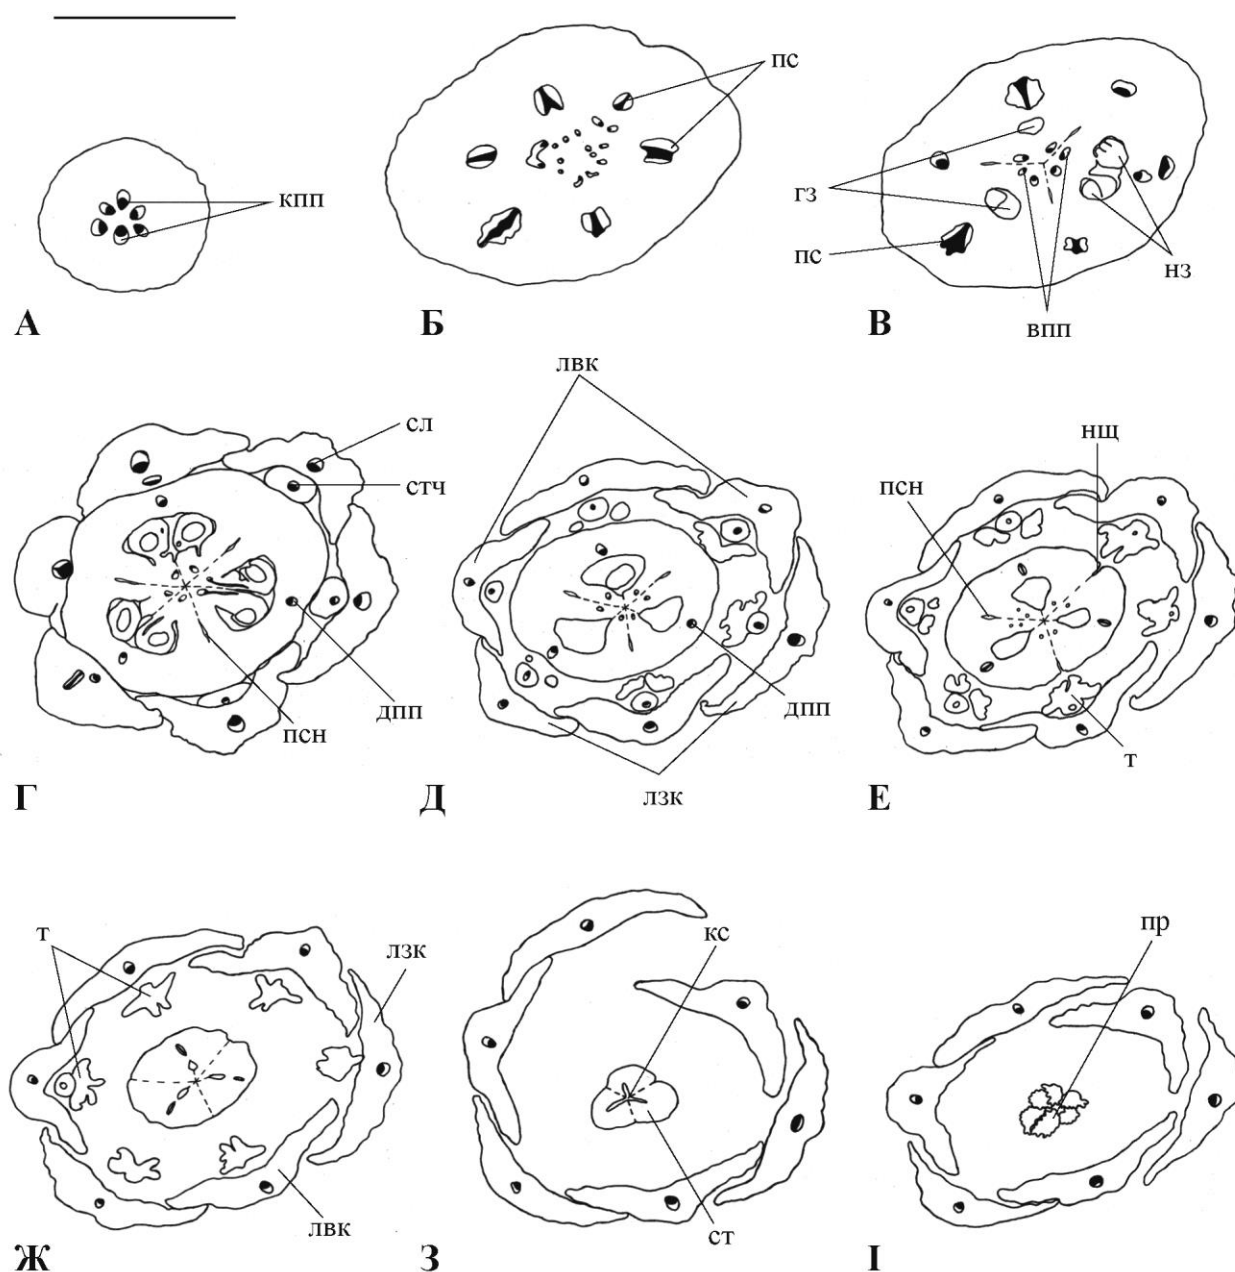 пс
пс
гз
кпп
нз
А
Б
В
впп
лвк
сл
нщ
стч
псн
дпп
дпп
псн
т
Г
Д
лзк
Е
т
лзк
кс
пр
лвк
ст
Ж
З
І